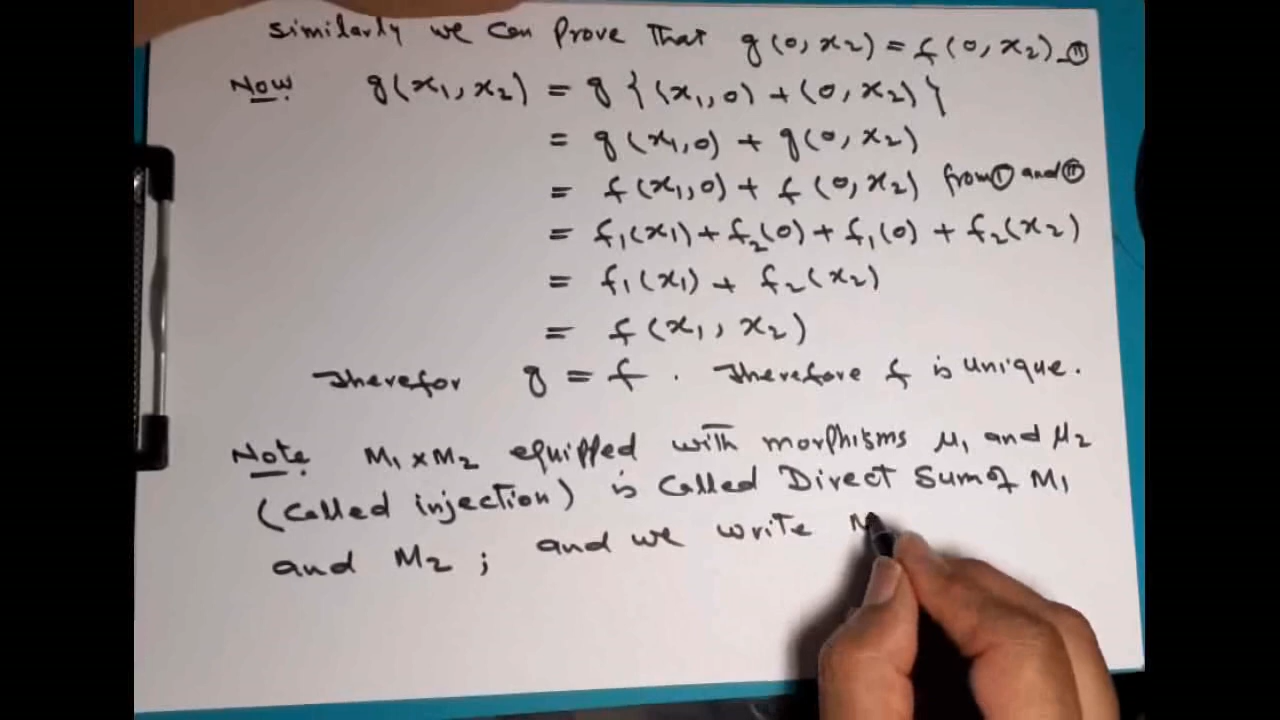 similarly we can prove that g(0, x2) = f(0, x2) – ⓘⓘ
Now g(x1, x2) = g {(x1, 0) + (0, x2)}
= g(x1, 0) + g(0, x2)
= f(x1, 0) + f(0, x2) from Ⓘ and ⓘⓘ
= f1(x1) + f2(0) + f1(0) + f2(x2)
= f1(x1) + f2(x2)
= f(x1, x2)
Therefor g = f . Therefore f is unique.
Note M1 x M2 equipped with morphisms μ1 and μ2
(called injection) is called Direct Sum of M1
and M2 ; and we write M